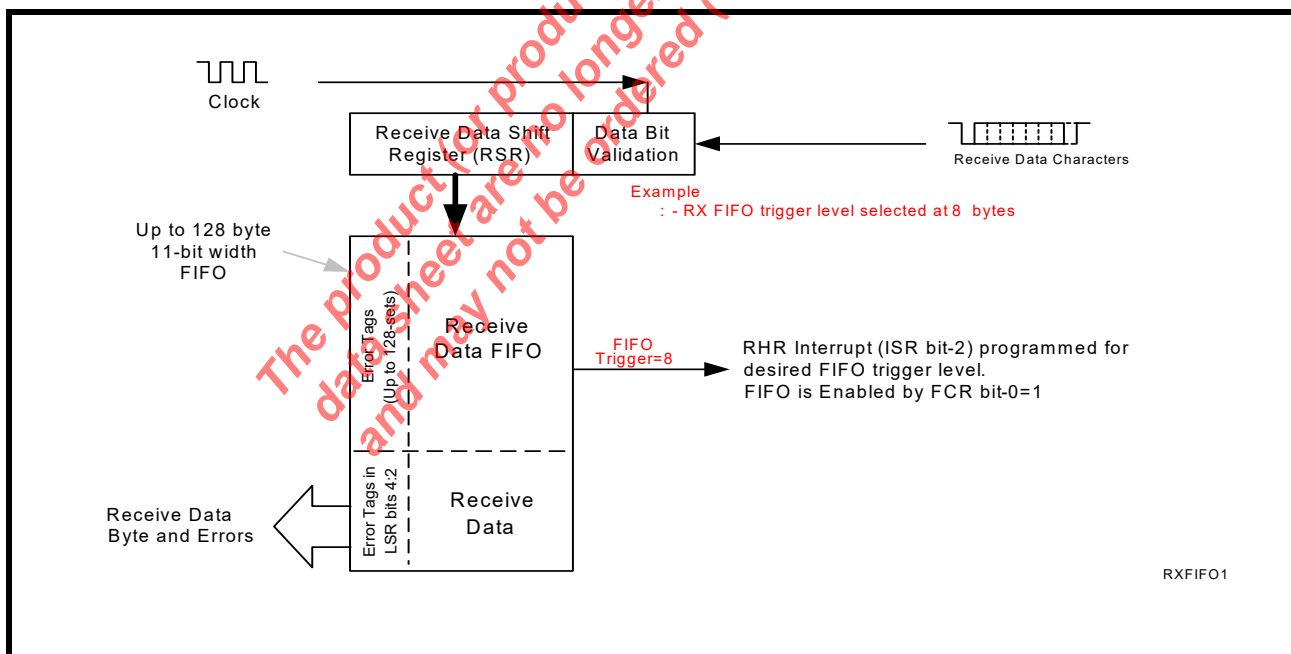 Clock
Receive Data Shift
Register (RSR)
Data Bit
Validation
Receive Data Characters
Example
: - RX FIFO trigger level selected at 8 bytes
Up to 128 byte
11-bit width
FIFO
Error Tags
(Up to 128-sets)
Receive
Data FIFO
FIFO
Trigger=8
RHR Interrupt (ISR bit-2) programmed for
desired FIFO trigger level.
FIFO is Enabled by FCR bit-0=1
Error Tags in
LSR bits 4:2
Receive
Data
Receive Data
Byte and Errors
RXFIFO1
The product (or produ
data sheet are no longe
and may not be ordered (